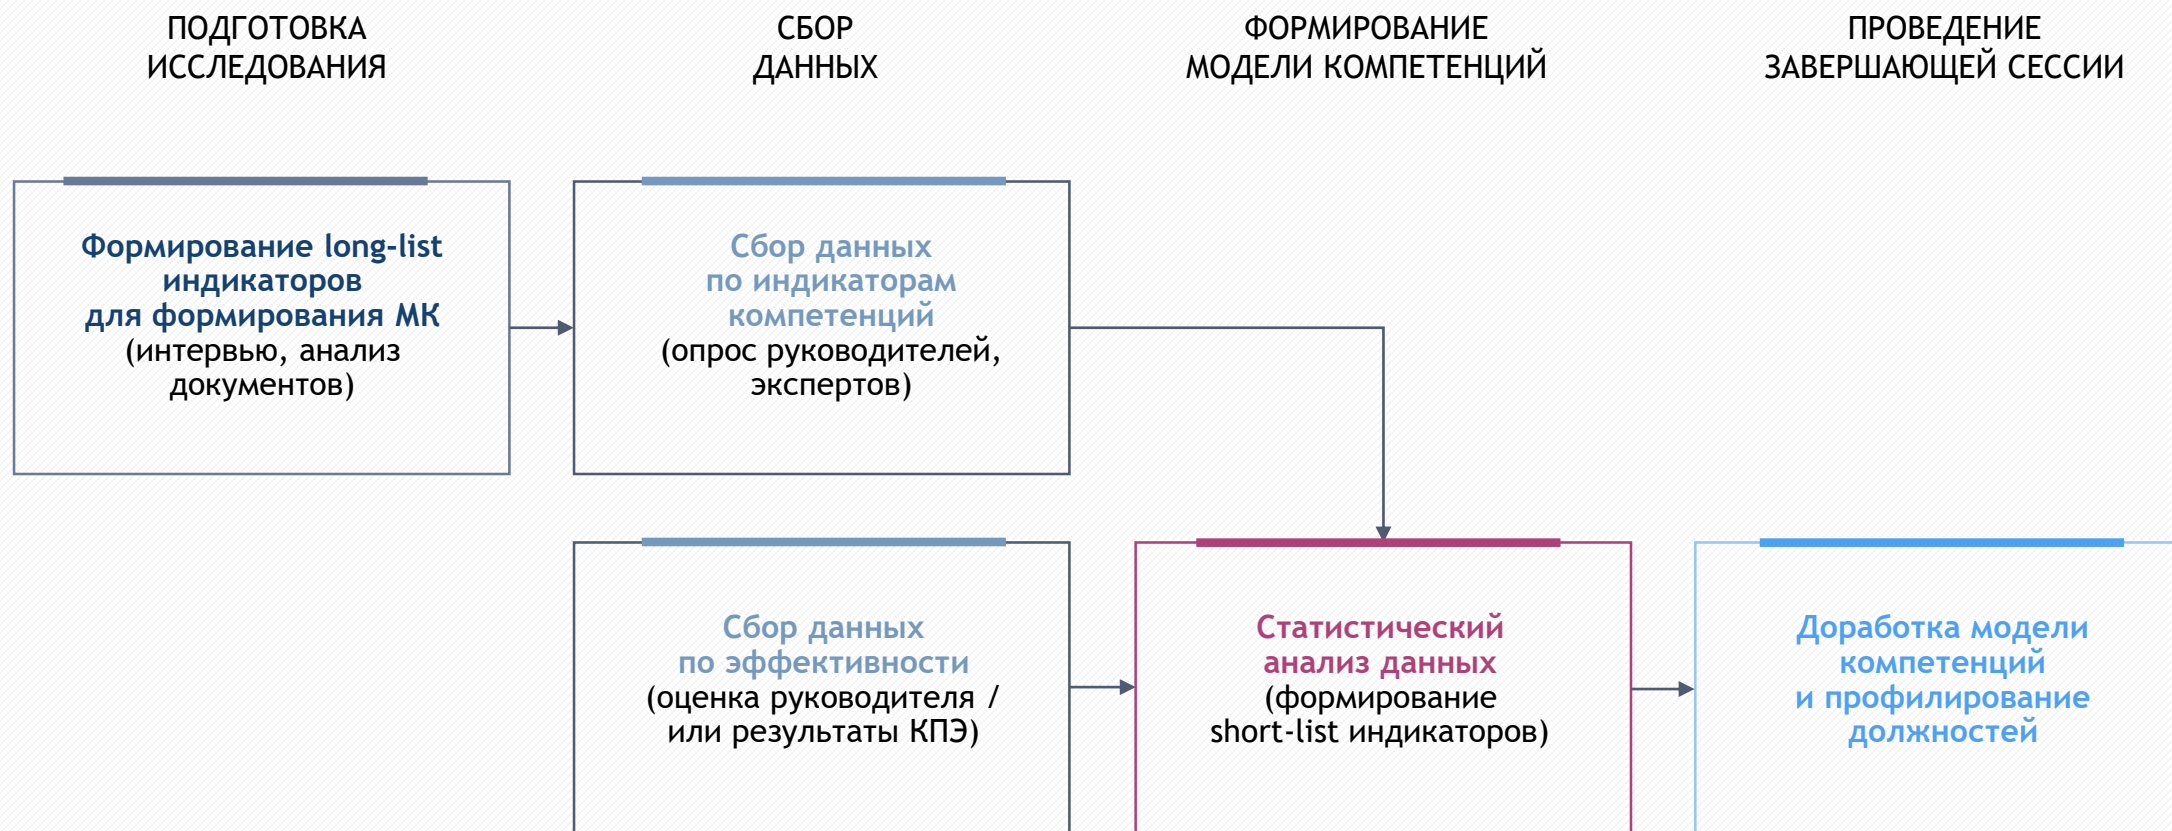 ПОДГОТОВКА
ИССЛЕДОВАНИЯ
СБОР
ДАННЫХ
ФОРМИРОВАНИЕ
МОДЕЛИ КОМПЕТЕНЦИЙ
ПРОВЕДЕНИЕ
ЗАВЕРШАЮЩЕЙ СЕССИИ
Формирование long-list
индикаторов
для формирования МК
(интервью, анализ
документов)
Сбор данных
по индикаторам
компетенций
(опрос руководителей,
экспертов)
Сбор данных
по эффективности
(оценка руководителя /
или результаты КПЭ)
Статистический
анализ данных
(формирование
short-list индикаторов)
Доработка модели
компетенций
и профилирование
должностей